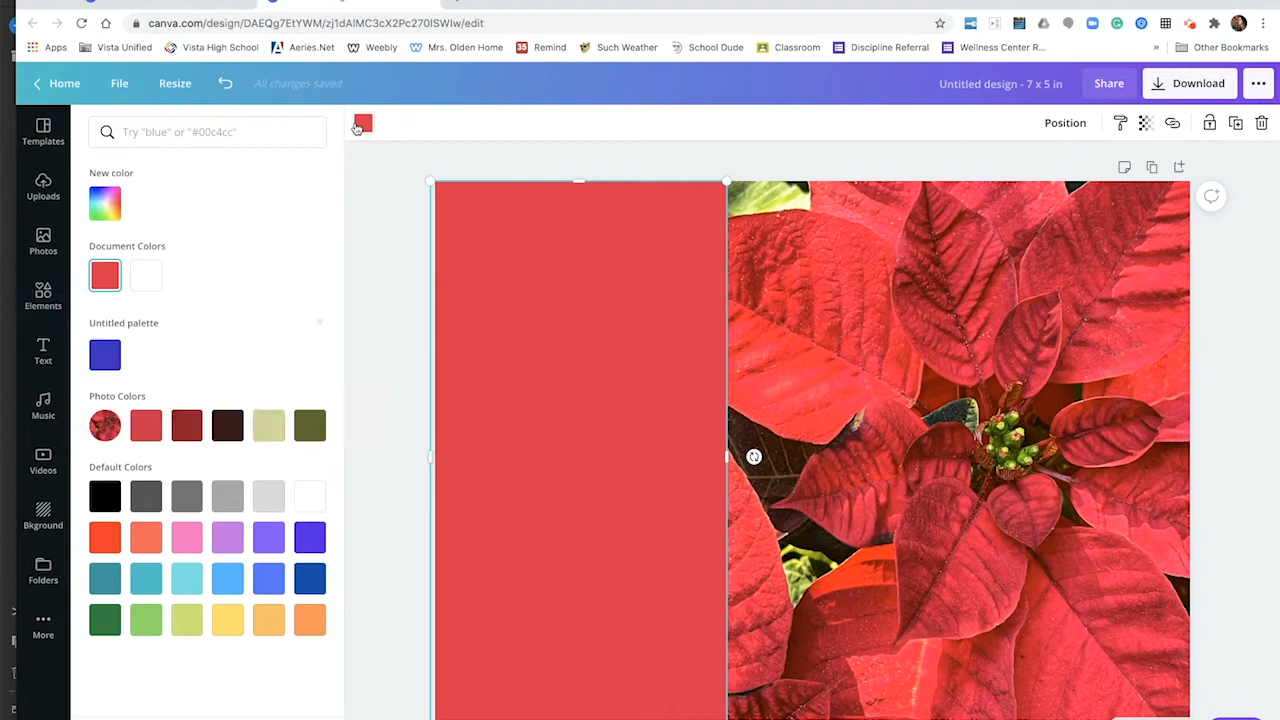 canva.com/design/DAEQg7EtYWM/zj1dAlMC3cX2Pc270ISWIw/edit
Apps Vista Unified Vista High School Aeries.Net Weebly Mrs. Olden Home 35 Remind Such Weather School Dude Classroom Discipline Referral Wellness Center R... » Other Bookmarks
Home File Resize All changes saved Untitled design - 7 x 5 in Share Download
Try "blue" or "#00c4cc" Position
Templates
New color
Uploads
Photos
Document Colors
Elements
Untitled palette
Text
Photo Colors
Music
Videos
Default Colors
Bkground
Folders
More